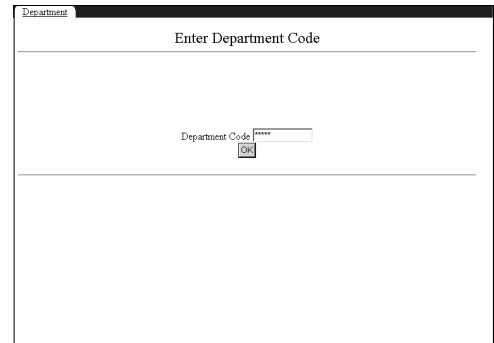 Department
Enter Department Code
Department Code *****
OK